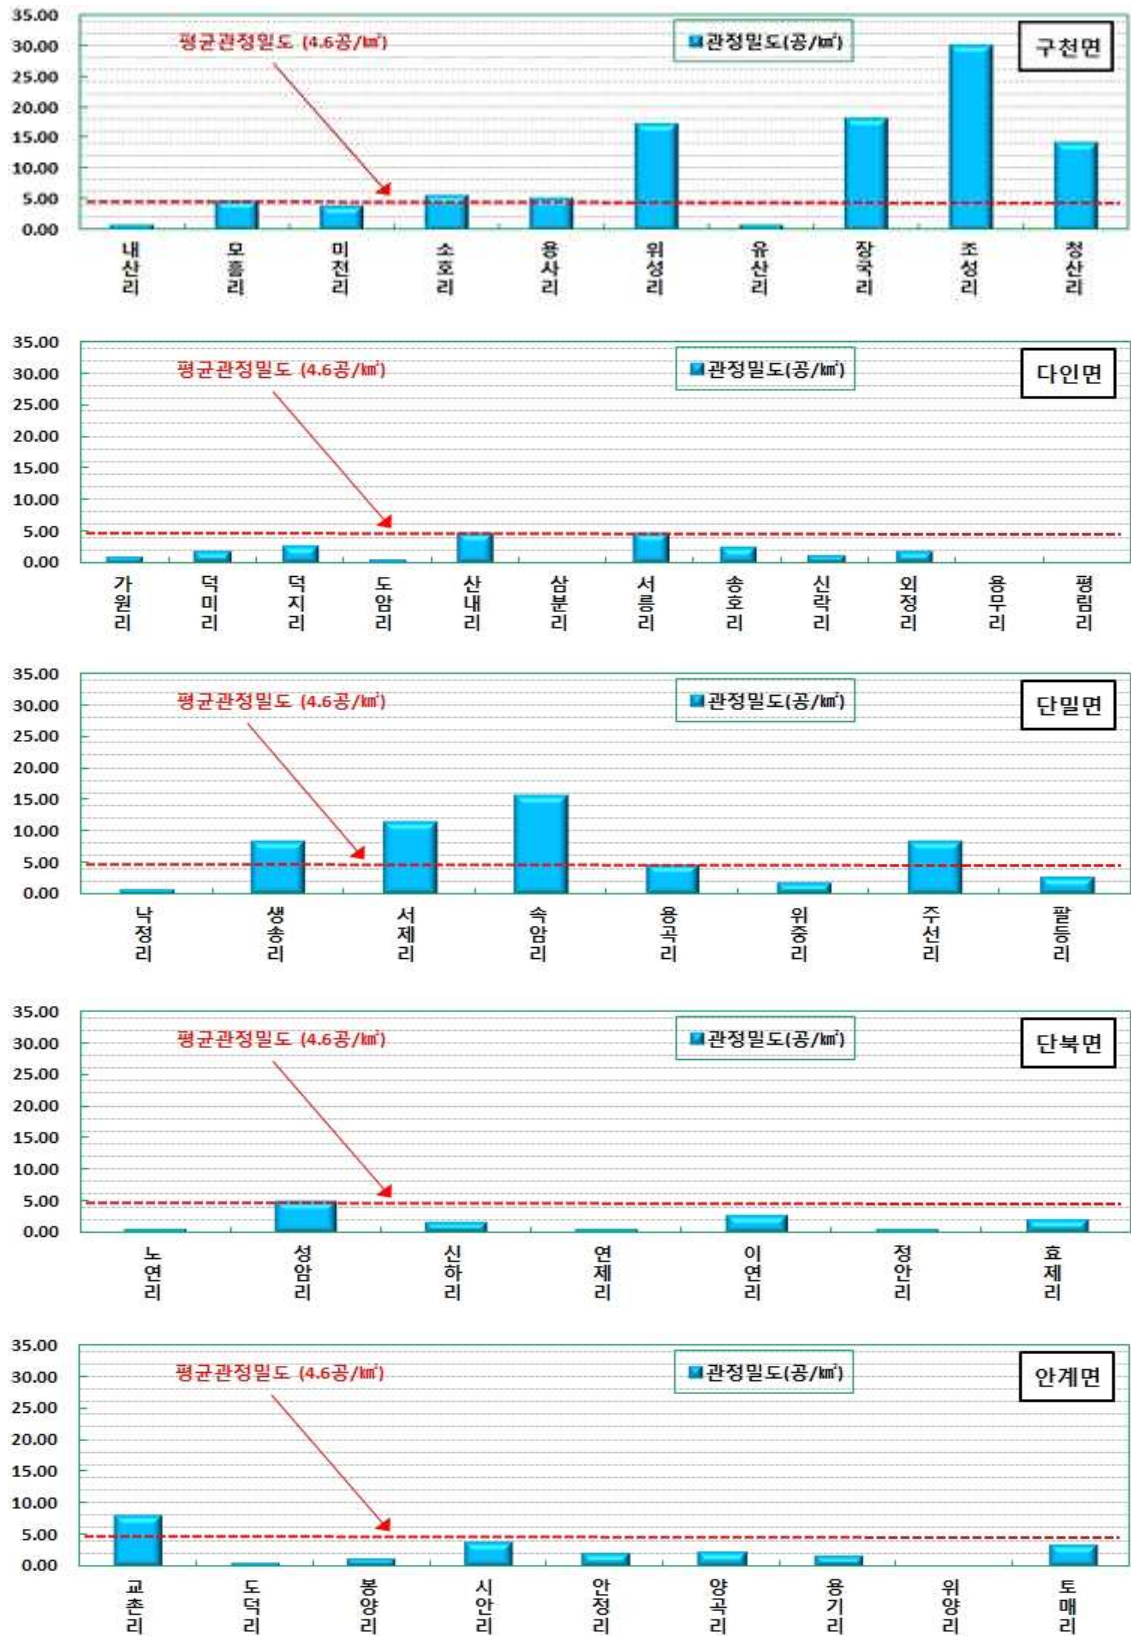 35.00
30.00
25.00
20.00
15.00
10.00
5.00
0.00
평균관정밀도 (4.6공/㎢)
관정밀도(공/㎢)
구천면
내산리 모흥리 미천리 소호리 용사리 위성리 유산리 장국리 조성리 청산리
35.00
30.00
25.00
20.00
15.00
10.00
5.00
0.00
평균관정밀도 (4.6공/㎢)
관정밀도(공/㎢)
다인면
가원리 덕미리 덕지리 도암리 산내리 삼분리 서릉리 송호리 신락리 외정리 용무리 평림리
35.00
30.00
25.00
20.00
15.00
10.00
5.00
0.00
평균관정밀도 (4.6공/㎢)
관정밀도(공/㎢)
단밀면
낙정리 생송리 서제리 속암리 용곡리 위중리 주선리 팔등리
35.00
30.00
25.00
20.00
15.00
10.00
5.00
0.00
평균관정밀도 (4.6공/㎢)
관정밀도(공/㎢)
단북면
노연리 성암리 신하리 연제리 이연리 정안리 효제리
35.00
30.00
25.00
20.00
15.00
10.00
5.00
0.00
평균관정밀도 (4.6공/㎢)
관정밀도(공/㎢)
안계면
교촌리 도덕리 봉양리 시안리 안정리 양곡리 용기리 위양리 토매리